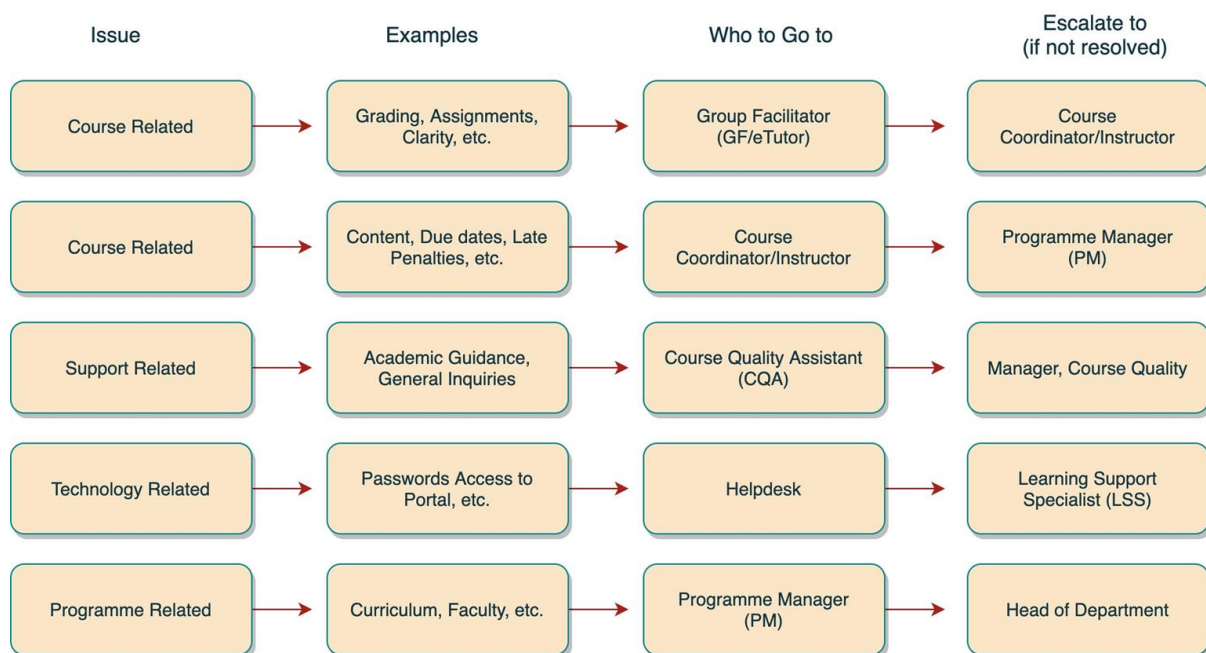 Issue
Examples
Who to Go to
Escalate to
(if not resolved)
Course Related
Grading, Assignments,
Clarity, etc.
Group Facilitator
(GF/eTutor)
Course
Coordinator/Instructor
Course Related
Content, Due dates, Late
Penalties, etc.
Course
Coordinator/Instructor
Programme Manager
(PM)
Support Related
Academic Guidance,
General Inquiries
Course Quality Assistant
(CQA)
Manager, Course Quality
Technology Related
Passwords Access to
Portal, etc.
Helpdesk
Learning Support
Specialist (LSS)
Programme Related
Curriculum, Faculty, etc.
Programme Manager
(PM)
Head of Department